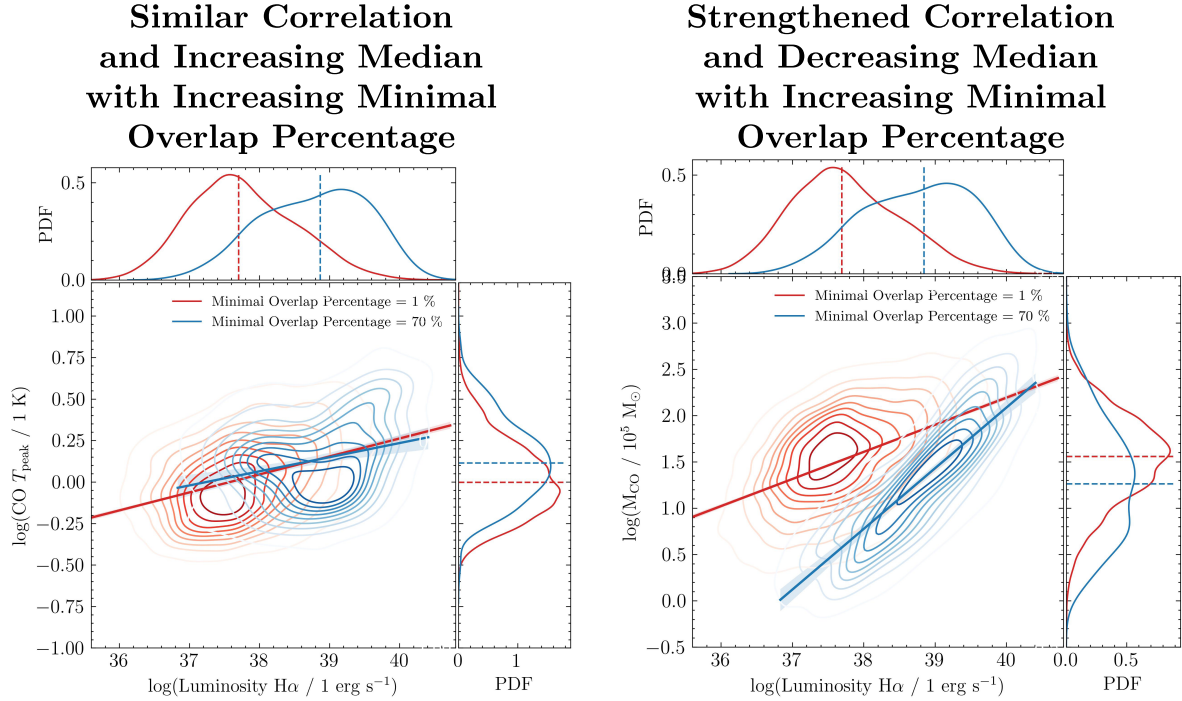 Similar Correlation
and Increasing Median
with Increasing Minimal
Overlap Percentage
PDF
0.5
0.0
Minimal Overlap Percentage = 1 %
Minimal Overlap Percentage = 70 %
log(CO T_peak / 1 K)
1.00
0.75
0.50
0.25
0.00
−0.25
−0.50
−0.75
−1.00
36 37 38 39 40
log(Luminosity Hα / 1 erg s⁻¹)
0 1
PDF
Strengthened Correlation
and Decreasing Median
with Increasing Minimal
Overlap Percentage
PDF
0.5
0.0
Minimal Overlap Percentage = 1 %
Minimal Overlap Percentage = 70 %
log(M_CO / 10⁵ M_⊙)
3.5
3.0
2.5
2.0
1.5
1.0
0.5
0.0
−0.5
36 37 38 39 40
log(Luminosity Hα / 1 erg s⁻¹)
0.0 0.5
PDF